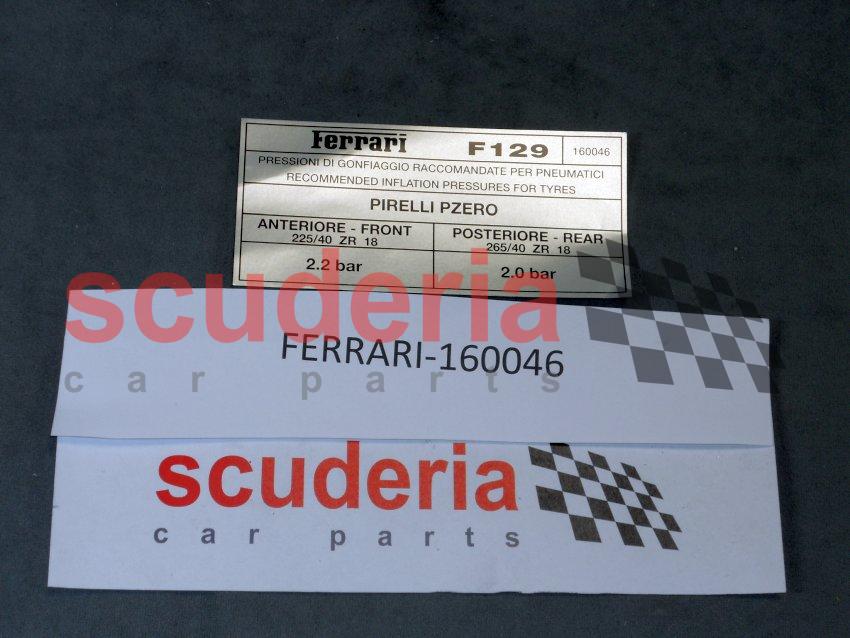 Ferrari F129 160046
PRESSIONI DI GONFIAGGIO RACCOMANDATE PER PNEUMATICI
RECOMMENDED INFLATION PRESSURES FOR TYRES
PIRELLI PZERO
ANTERIORE - FRONT POSTERIORE - REAR
225/40 ZR 18 265/40 ZR 18
2.2 bar 2.0 bar
scuderia
FERRARI-160046
car parts
scuderia
car parts